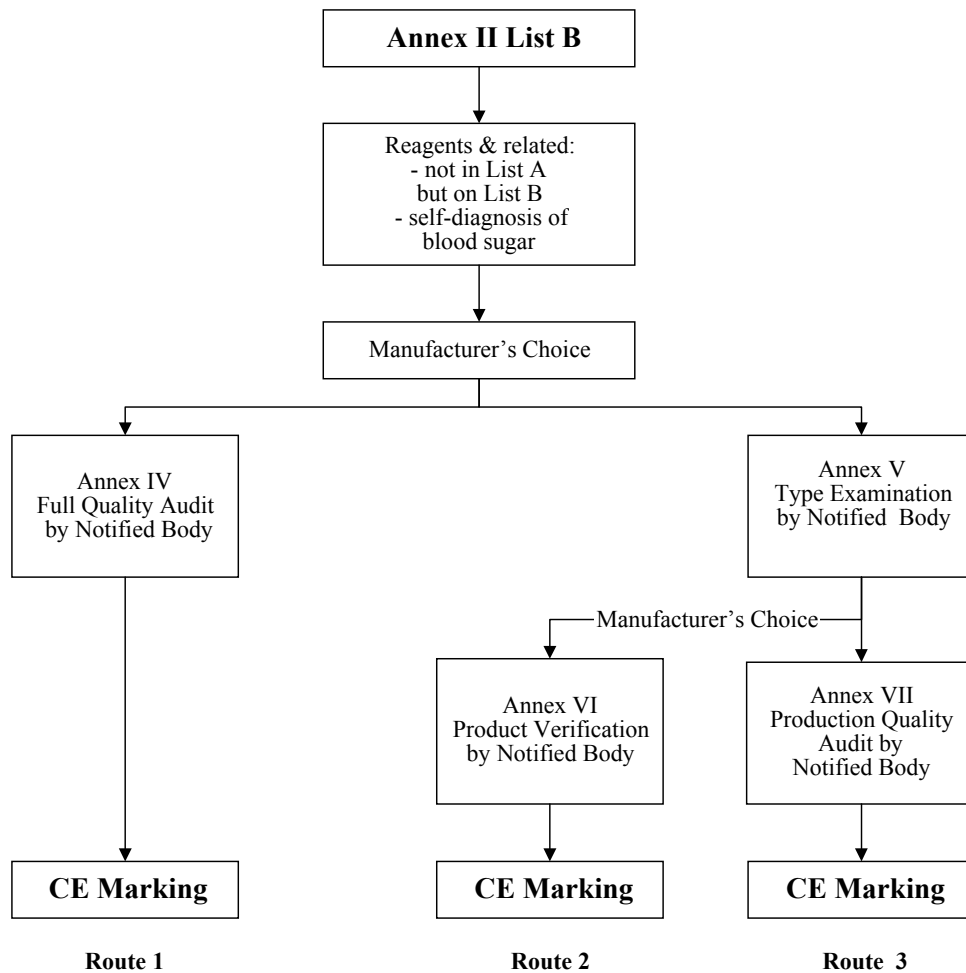 Annex II List B
Reagents & related:
- not in List A
but on List B
- self-diagnosis of
blood sugar
Manufacturer’s Choice
Annex IV
Full Quality Audit
by Notified Body
Annex V
Type Examination
by Notified Body
Manufacturer’s Choice
Annex VI
Product Verification
by Notified Body
Annex VII
Production Quality
Audit by
Notified Body
CE Marking
CE Marking
CE Marking
Route 1
Route 2
Route 3